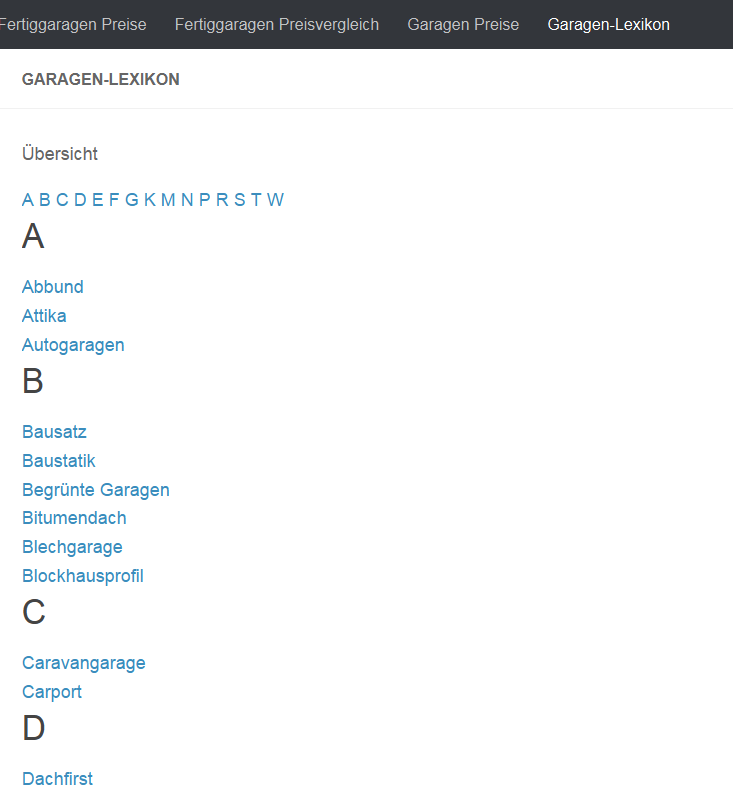 Fertiggaragen Preise Fertiggaragen Preisvergleich Garagen Preise Garagen-Lexikon
GARAGEN-LEXIKON
Übersicht
A B C D E F G K M N P R S T W
A
Abbund
Attika
Autogaragen
B
Bausatz
Baustatik
Begrünte Garagen
Bitumendach
Blechgarage
Blockhausprofil
C
Caravangarage
Carport
D
Dachfirst